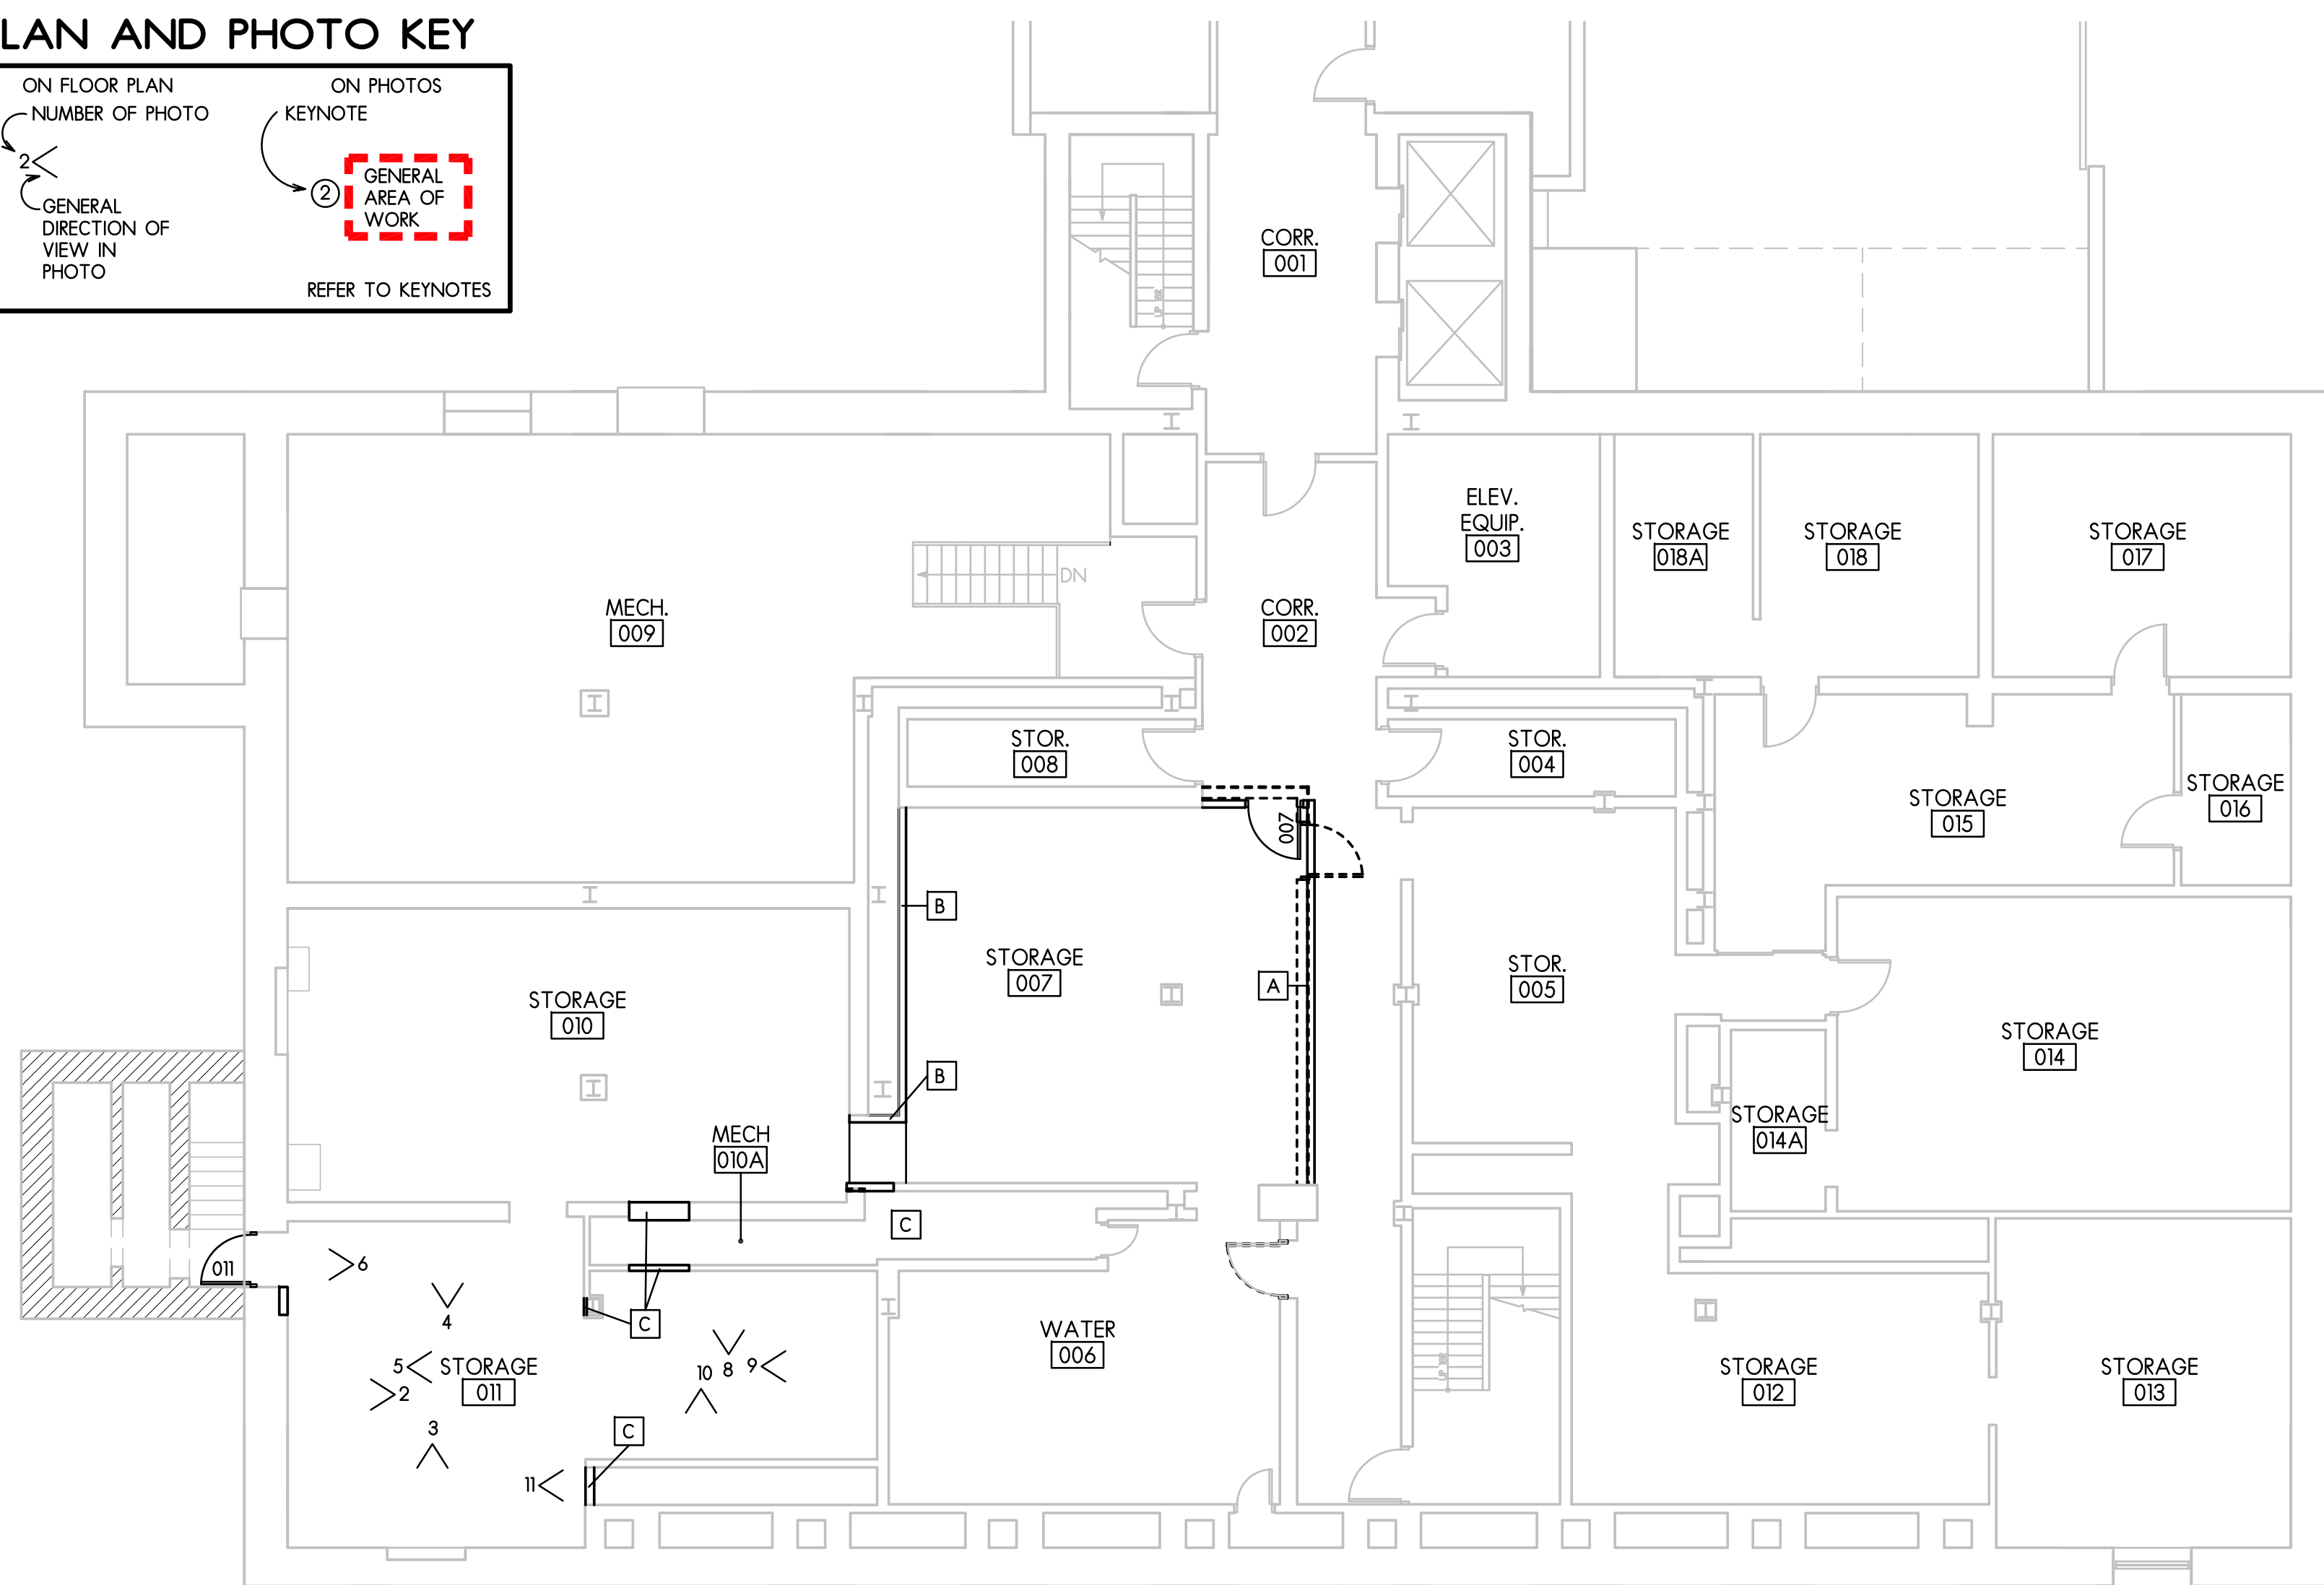 LAN AND PHOTO KEY
ON FLOOR PLAN
ON PHOTOS
NUMBER OF PHOTO
KEYNOTE
2
2
GENERAL
AREA OF
WORK
GENERAL
DIRECTION OF
VIEW IN
PHOTO
REFER TO KEYNOTES
CORR.
001
UP 8R
ELEV.
EQUIP.
003
STORAGE
018A
STORAGE
018
STORAGE
017
DN
MECH.
009
CORR.
002
STOR.
008
STOR.
004
STORAGE
015
STORAGE
016
007
B
STORAGE
007
A
STOR.
005
STORAGE
010
B
STORAGE
014
STORAGE
014A
MECH
010A
C
011
6
4
C
WATER
006
5
STORAGE
011
2
3
10
8
9
C
11
STORAGE
012
STORAGE
013